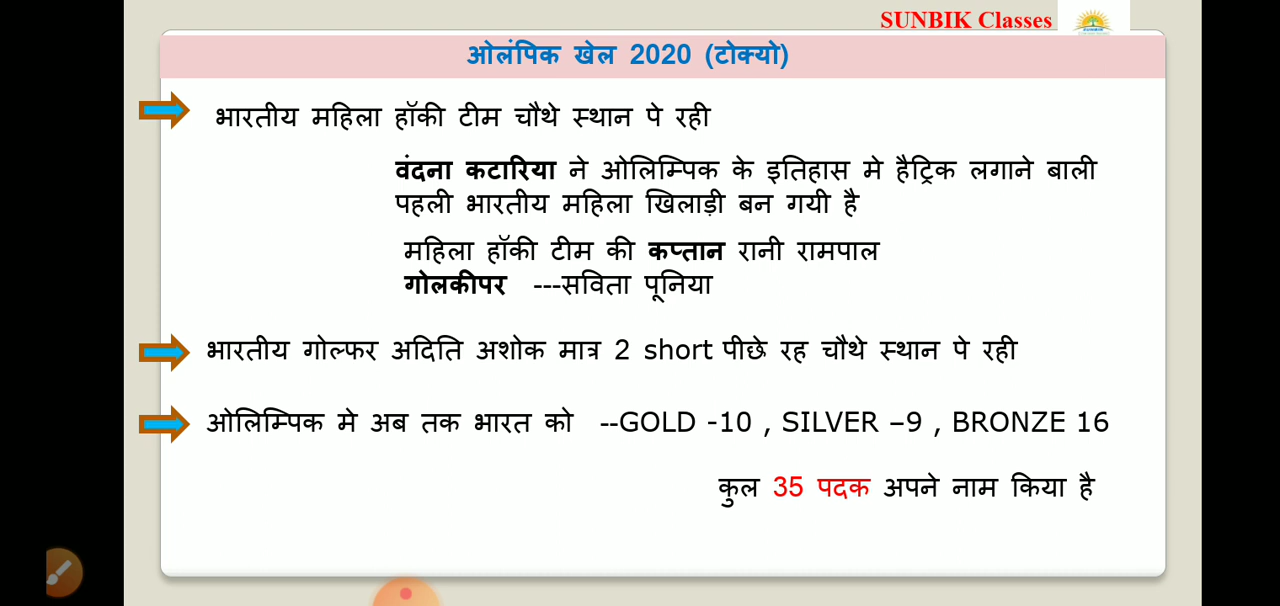 SUNBIK Classes
ओलंपिक खेल 2020 (टोक्यो)
भारतीय महिला हॉकी टीम चौथे स्थान पे रही
वंदना कटारिया ने ओलिम्पिक के इतिहास मे हैट्रिक लगाने बाली
पहली भारतीय महिला खिलाड़ी बन गयी है
महिला हॉकी टीम की कप्तान रानी रामपाल
गोलकीपर ---सविता पूनिया
भारतीय गोल्फर अदिति अशोक मात्र 2 short पीछे रह चौथे स्थान पे रही
ओलिम्पिक मे अब तक भारत को --GOLD -10 , SILVER –9 , BRONZE 16
कुल 35 पदक अपने नाम किया है